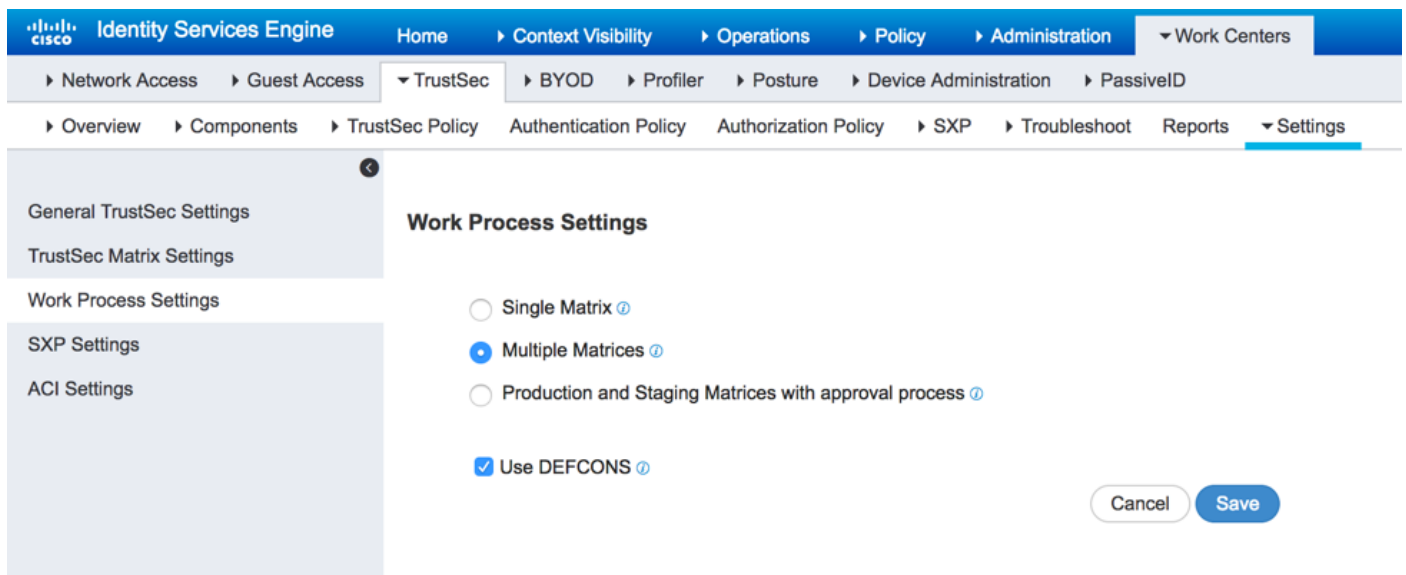 CISCO Identity Services Engine Home Context Visibility Operations Policy Administration Work Centers
Network Access Guest Access TrustSec BYOD Profiler Posture Device Administration PassiveID
Overview Components TrustSec Policy Authentication Policy Authorization Policy SXP Troubleshoot Reports Settings
General TrustSec Settings
TrustSec Matrix Settings
Work Process Settings
SXP Settings
ACI Settings
Work Process Settings
Single Matrix
Multiple Matrices
Production and Staging Matrices with approval process
Use DEFCONS
Cancel Save